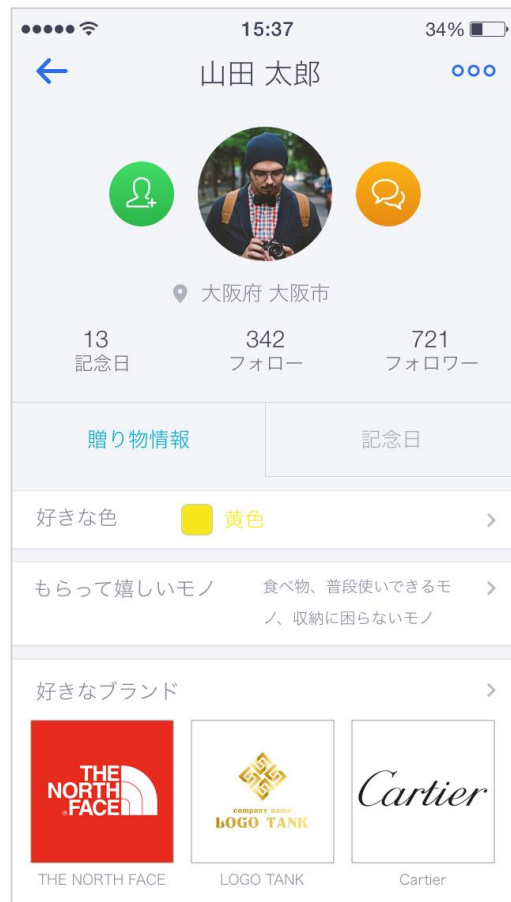 15:37
34%
山田 太郎
大阪府 大阪市
13
342
721
記念日
フォロー
フォロワー
贈り物情報
記念日
好きな色
黄色
もらって嬉しいモノ
食べ物、普段使いできるモ
ノ、収納に困らないモノ
好きなブランド
THE
NORTH
FACE
company name
LOGO TANK
Cartier
THE NORTH FACE
LOGO TANK
Cartier